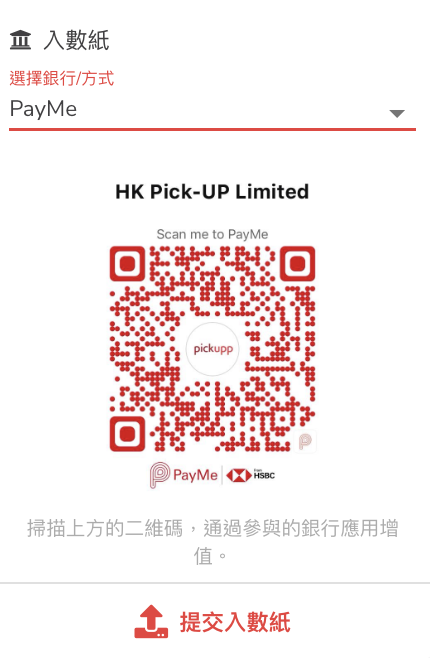 入數紙
選擇銀行/方式
PayMe
HK Pick-UP Limited
Scan me to PayMe
pickupp
PayMe
HSBC
掃描上方的二維碼，通過參與的銀行應用增
值。
提交入數紙